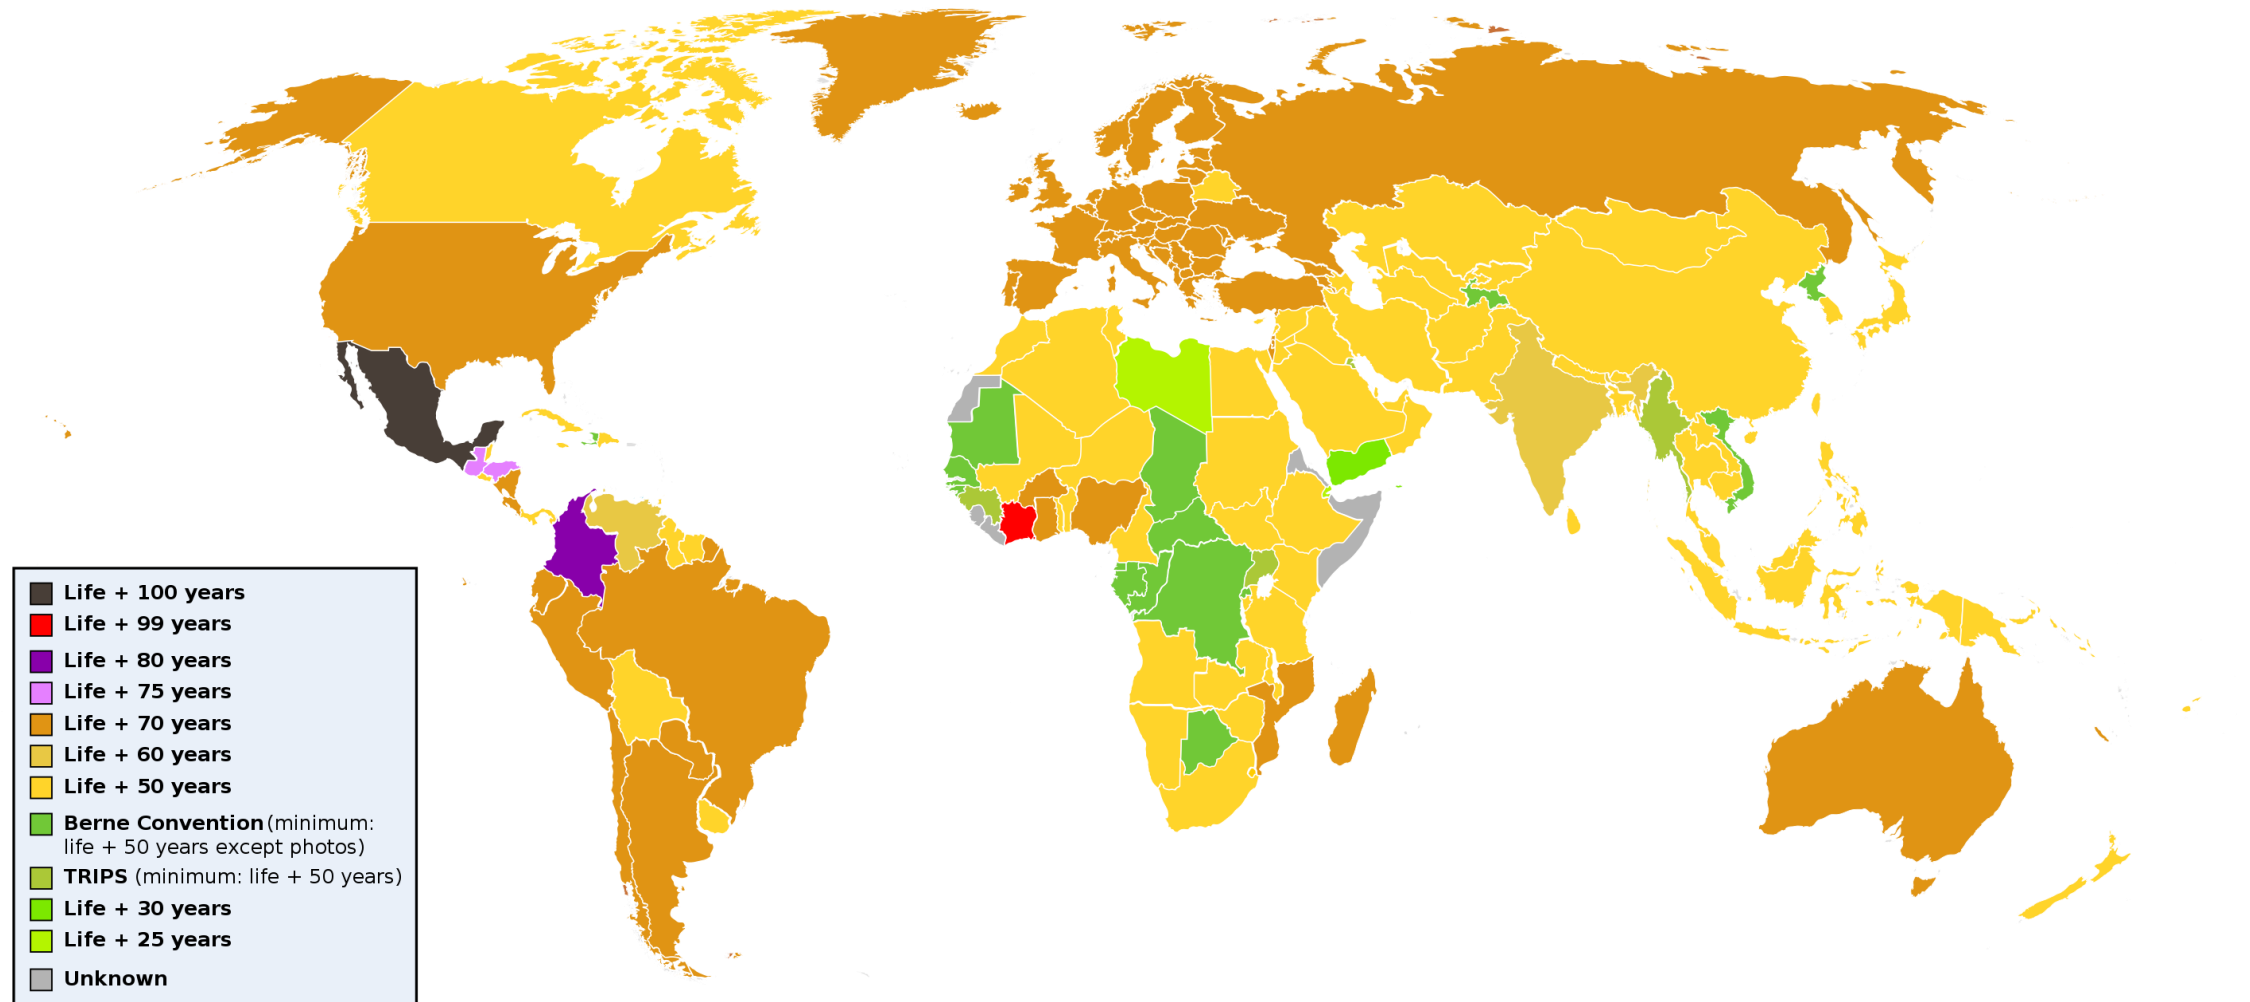 Life + 100 years
Life + 99 years
Life + 80 years
Life + 75 years
Life + 70 years
Life + 60 years
Life + 50 years
Berne Convention (minimum:
life + 50 years except photos)
TRIPS (minimum: life + 50 years)
Life + 30 years
Life + 25 years
Unknown